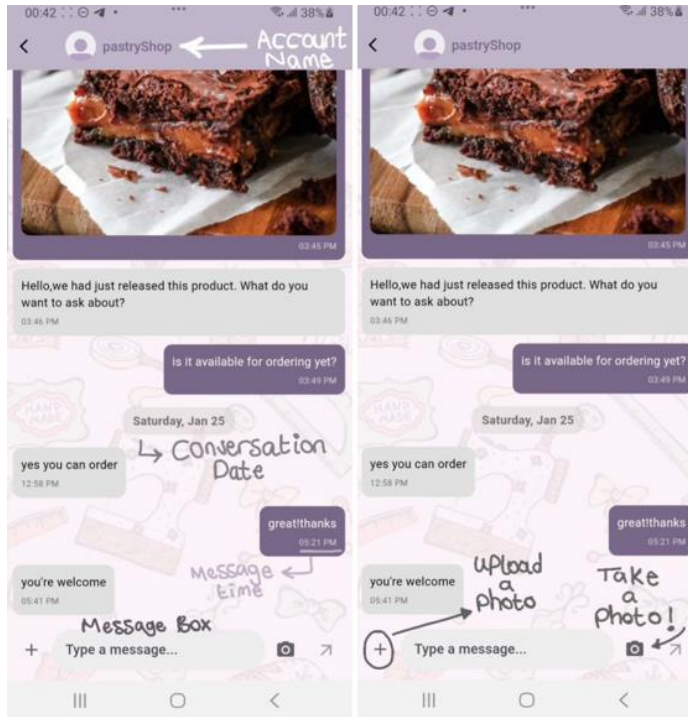 00:42
38%
pastryShop
Account
Name
03:45 PM
Hello,we had just released this product. What do you
want to ask about?
03:46 PM
is it available for ordering yet?
03:49 PM
Saturday, Jan 25
Conversation
Date
yes you can order
12:58 PM
great!thanks
05:21 PM
Message
time
you're welcome
05:41 PM
Message Box
+ Type a message...
00:42
38%
pastryShop
03:45 PM
Hello,we had just released this product. What do you
want to ask about?
03:46 PM
is it available for ordering yet?
03:49 PM
Saturday, Jan 25
yes you can order
12:58 PM
great!thanks
05:21 PM
upload
a
photo
Take
a
photo!
you're welcome
05:41 PM
+ Type a message...